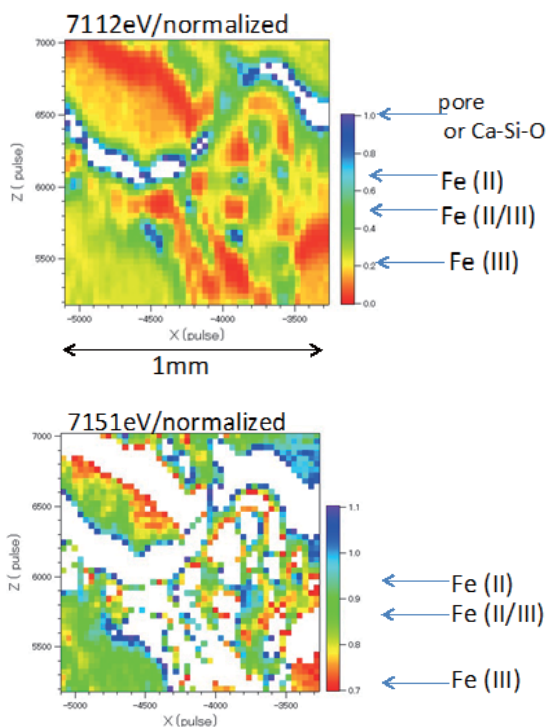 7112eV/normalized
7000
6500
6000
5500
Z (pulse)
-5000 -4500 -4000 -3500
X (pulse)
1mm
1.0
0.8
0.6
0.4
0.2
0.0
pore
or Ca-Si-O
Fe (II)
Fe (II/III)
Fe (III)
7151eV/normalized
7000
6500
6000
5500
Z (pulse)
-5000 -4500 -4000 -3500
X (pulse)
1.1
1.0
0.9
0.8
0.7
Fe (II)
Fe (II/III)
Fe (III)